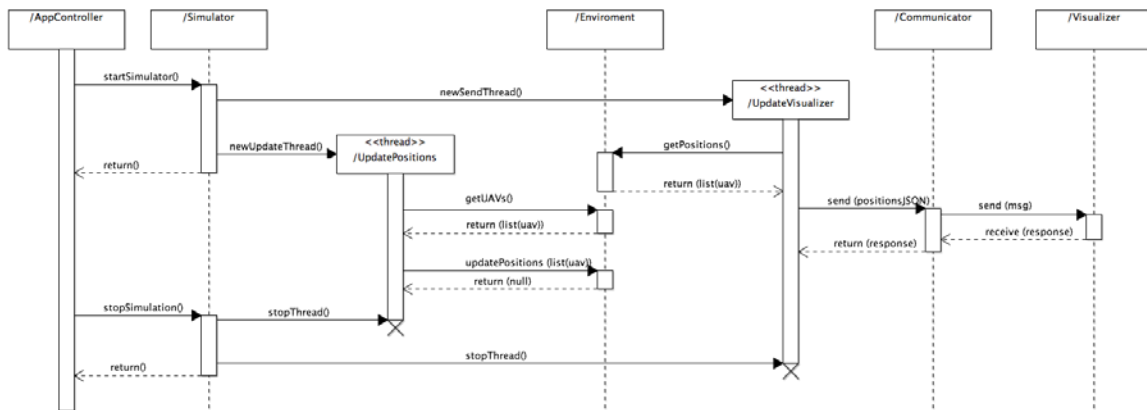 /AppController
/Simulator
/Enviroment
/Communicator
/Visualizer
startSimulator()
newSendThread()
<<thread>>
/UpdateVisualizer
newUpdateThread()
<<thread>>
/UpdatePositions
getPositions()
return()
return (list(uav))
getUAVs()
send (positionsJSON)
send (msg)
return (list(uav))
receive (response)
return (response)
updatePositions (list(uav))
return (null)
stopSimulation()
stopThread()
stopThread()
return()